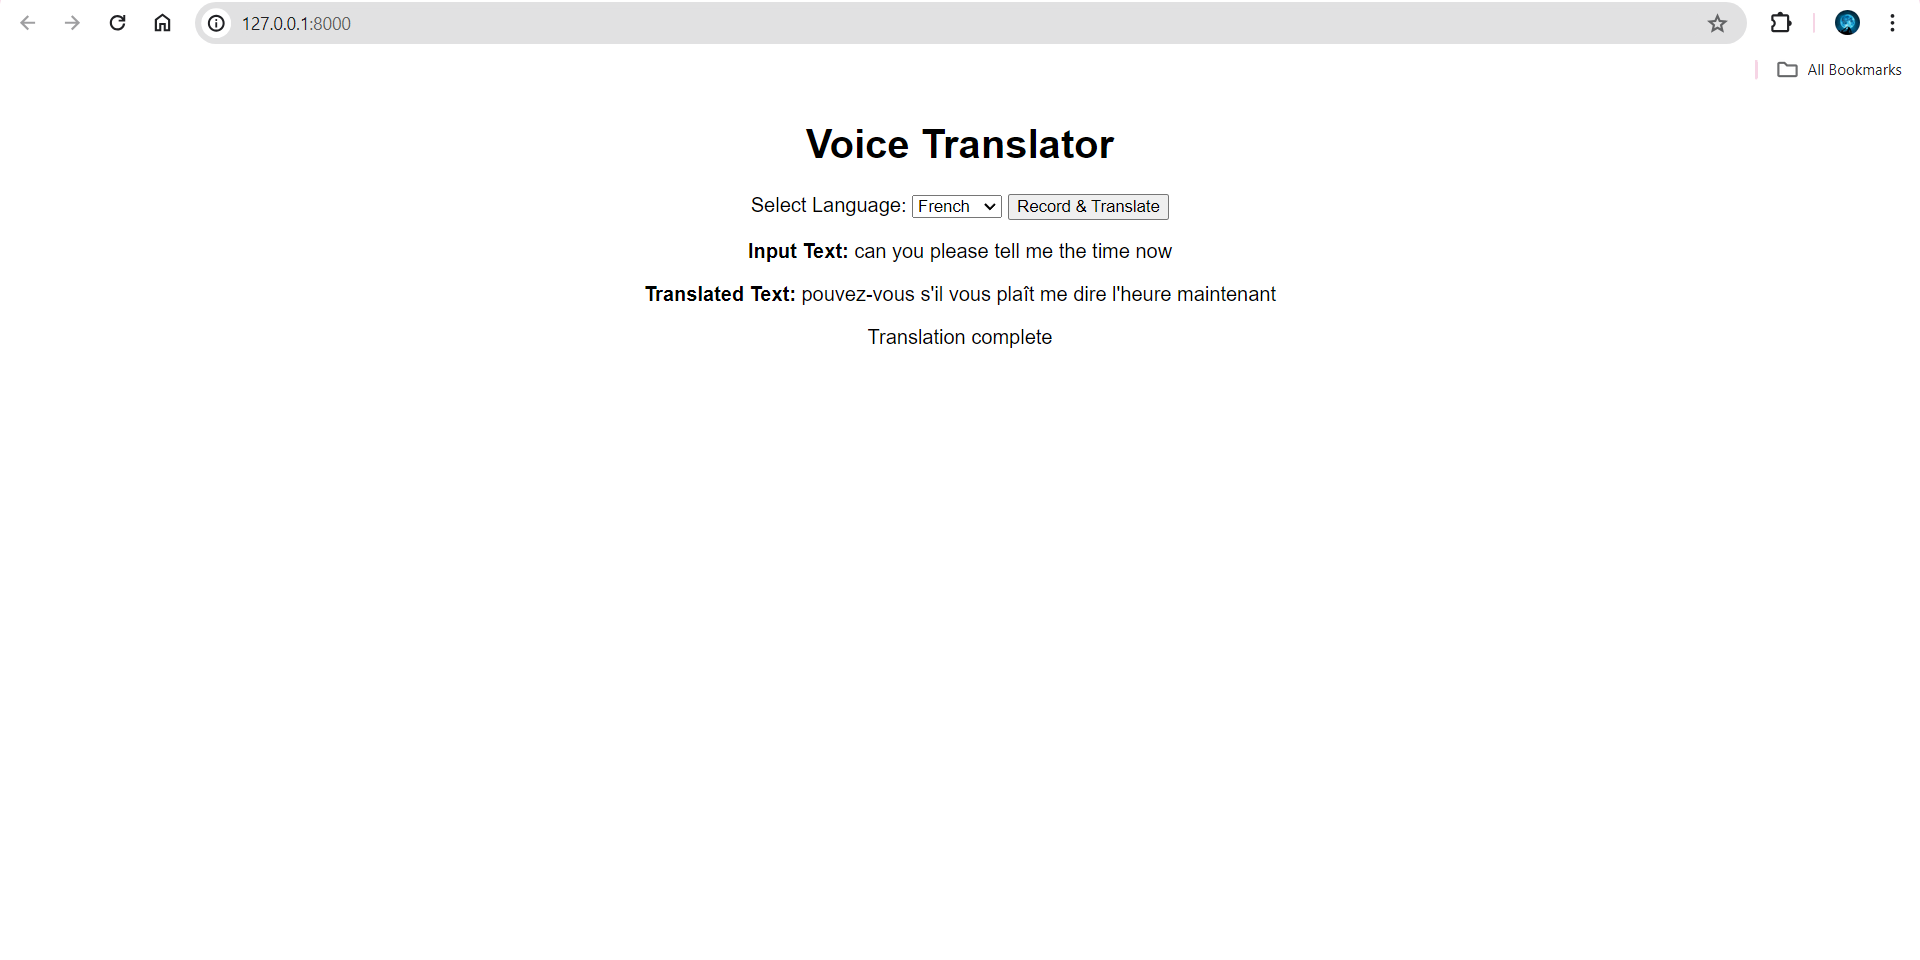 127.0.0.1:8000
All Bookmarks
Voice Translator
Select Language: French Record & Translate
Input Text: can you please tell me the time now
Translated Text: pouvez-vous s'il vous plaît me dire l'heure maintenant
Translation complete